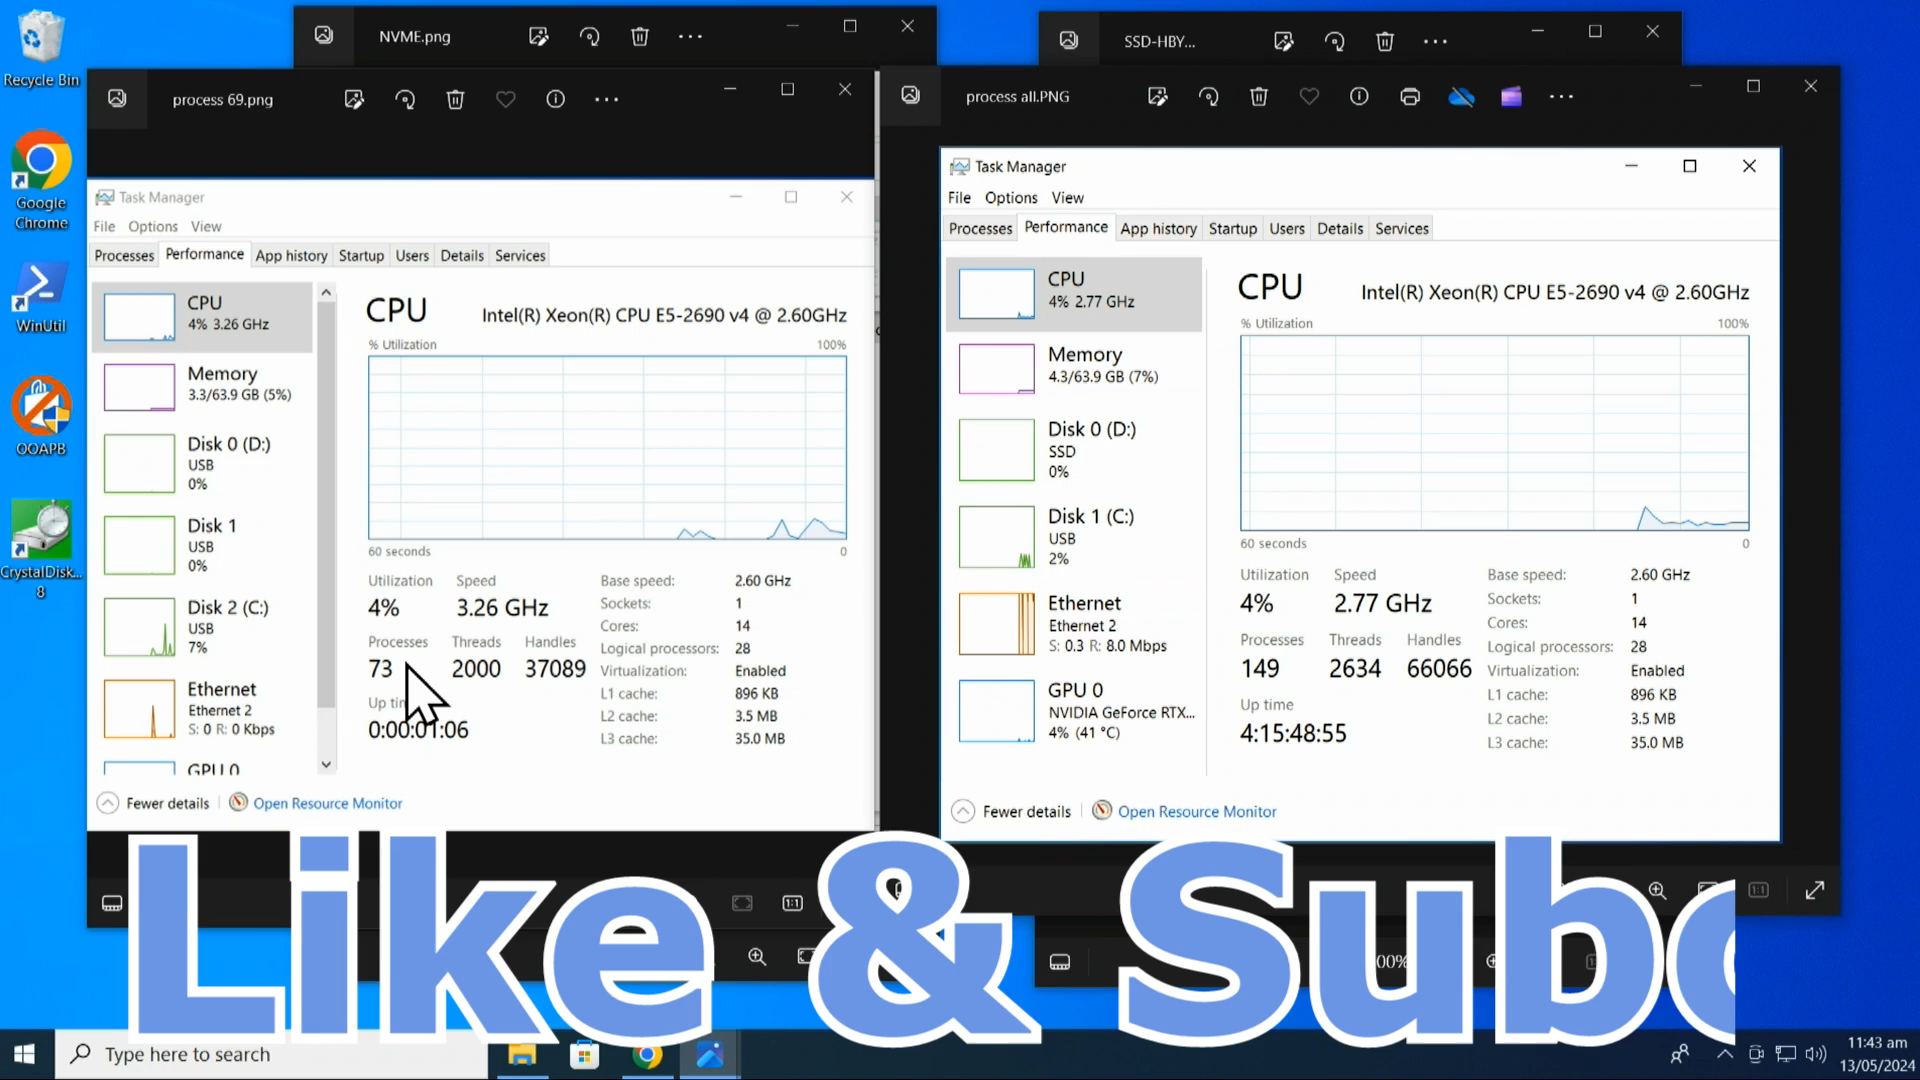 Recycle Bin
Google
Chrome
WinUtil
OOAPB
CrystalDisk...
8
NVME.png
SSD-HBY...
process 69.png
process all.PNG
Task Manager
File Options View
Processes Performance App history Startup Users Details Services
CPU
4% 3.26 GHz
Memory
3.3/63.9 GB (5%)
Disk 0 (D:)
USB
0%
Disk 1
USB
0%
Disk 2 (C:)
USB
7%
Ethernet
Ethernet 2
S: 0 R: 0 Kbps
GPU 0
CPU Intel(R) Xeon(R) CPU E5-2690 v4 @ 2.60GHz
% Utilization 100%
60 seconds 0
Utilization Speed
4% 3.26 GHz
Processes Threads Handles
73 2000 37089
Up tim
0:00:01:06
Base speed: 2.60 GHz
Sockets: 1
Cores: 14
Logical processors: 28
Virtualization: Enabled
L1 cache: 896 KB
L2 cache: 3.5 MB
L3 cache: 35.0 MB
Fewer details Open Resource Monitor
Task Manager
File Options View
Processes Performance App history Startup Users Details Services
CPU
4% 2.77 GHz
Memory
4.3/63.9 GB (7%)
Disk 0 (D:)
SSD
0%
Disk 1 (C:)
USB
2%
Ethernet
Ethernet 2
S: 0.3 R: 8.0 Mbps
GPU 0
NVIDIA GeForce RTX...
4% (41 °C)
CPU Intel(R) Xeon(R) CPU E5-2690 v4 @ 2.60GHz
% Utilization 100%
60 seconds 0
Utilization Speed
4% 2.77 GHz
Processes Threads Handles
149 2634 66066
Up time
4:15:48:55
Base speed: 2.60 GHz
Sockets: 1
Cores: 14
Logical processors: 28
Virtualization: Enabled
L1 cache: 896 KB
L2 cache: 3.5 MB
L3 cache: 35.0 MB
Fewer details Open Resource Monitor
Like & Subc
Type here to search
11:43 am
13/05/2024